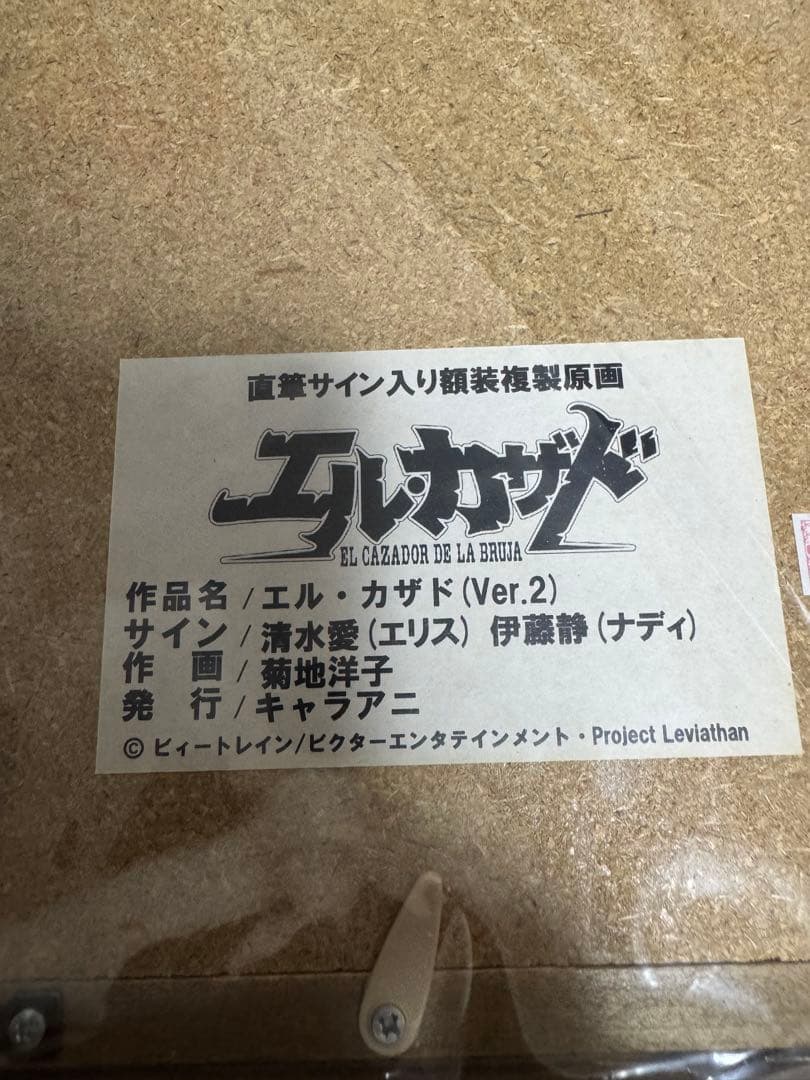 直筆サイン入り額装複製原画
エル・カザド
EL CAZADOR DE LA BRUJA
作品名/エル・カザド(Ver.2)
サイン/清水愛(エリス) 伊藤静(ナディ)
作 画/菊地洋子
発 行/キャラアニ
© ビィートレイン/ビクターエンタテインメント・Project Leviathan